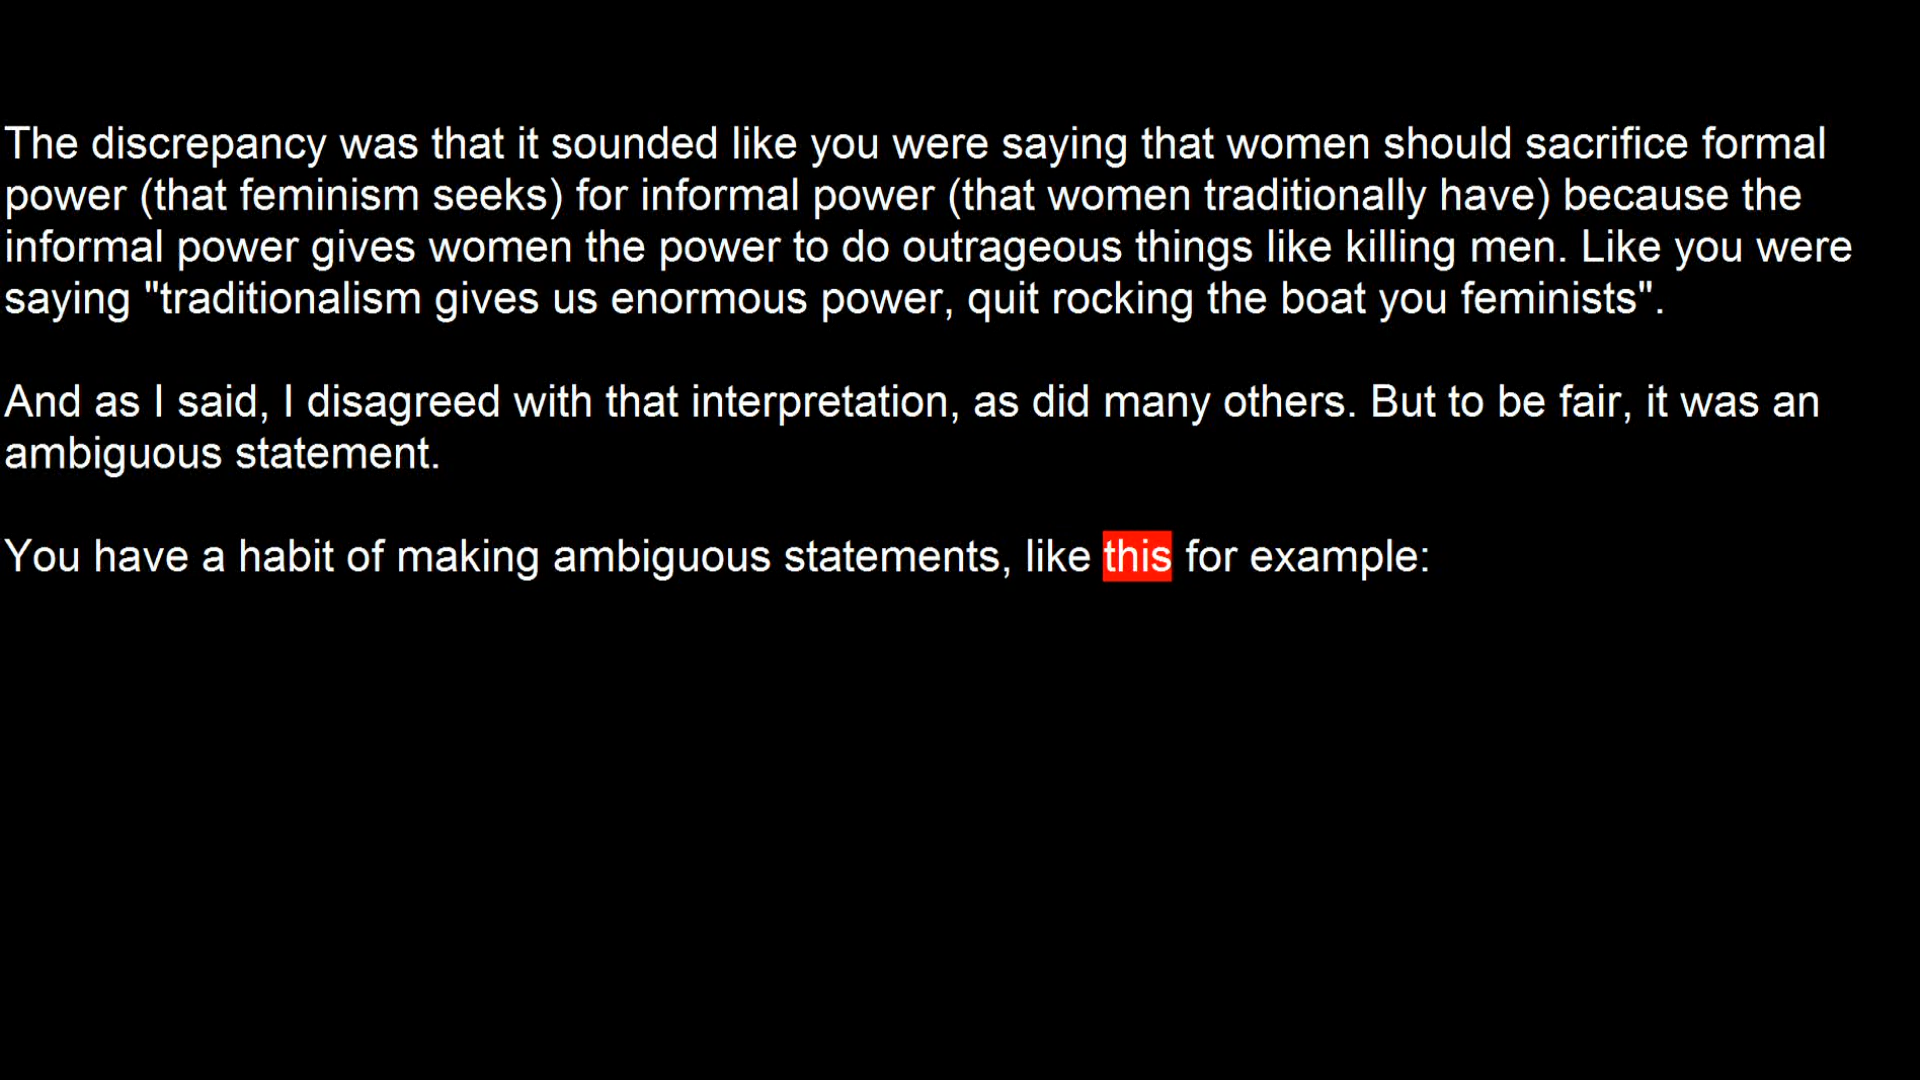 The discrepancy was that it sounded like you were saying that women should sacrifice formal
power (that feminism seeks) for informal power (that women traditionally have) because the
informal power gives women the power to do outrageous things like killing men. Like you were
saying "traditionalism gives us enormous power, quit rocking the boat you feminists".
And as I said, I disagreed with that interpretation, as did many others. But to be fair, it was an
ambiguous statement.
You have a habit of making ambiguous statements, like this for example: